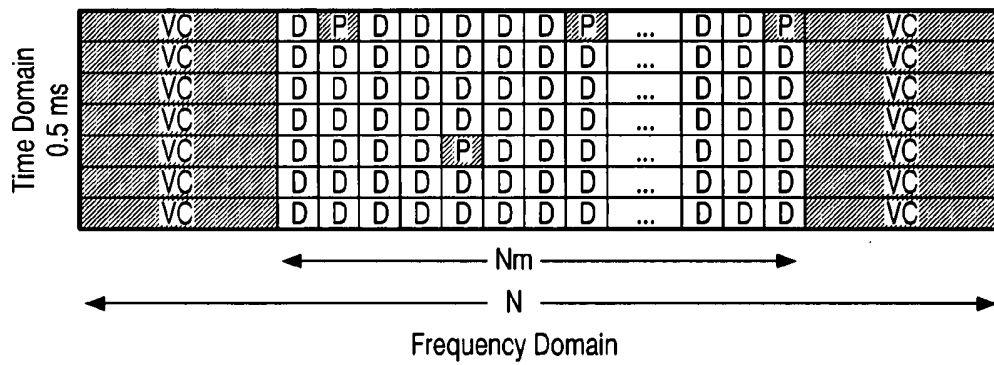 VC D P D D D D D P ... D D P VC
VC D D D D D D D D ... D D D VC
VC D D D D D D D D ... D D D VC
VC D D D D D D D D ... D D D VC
VC D D D D P D D D ... D D D VC
VC D D D D D D D D ... D D D VC
VC D D D D D D D D ... D D D VC
Time Domain
0.5 ms
Nm
N
Frequency Domain